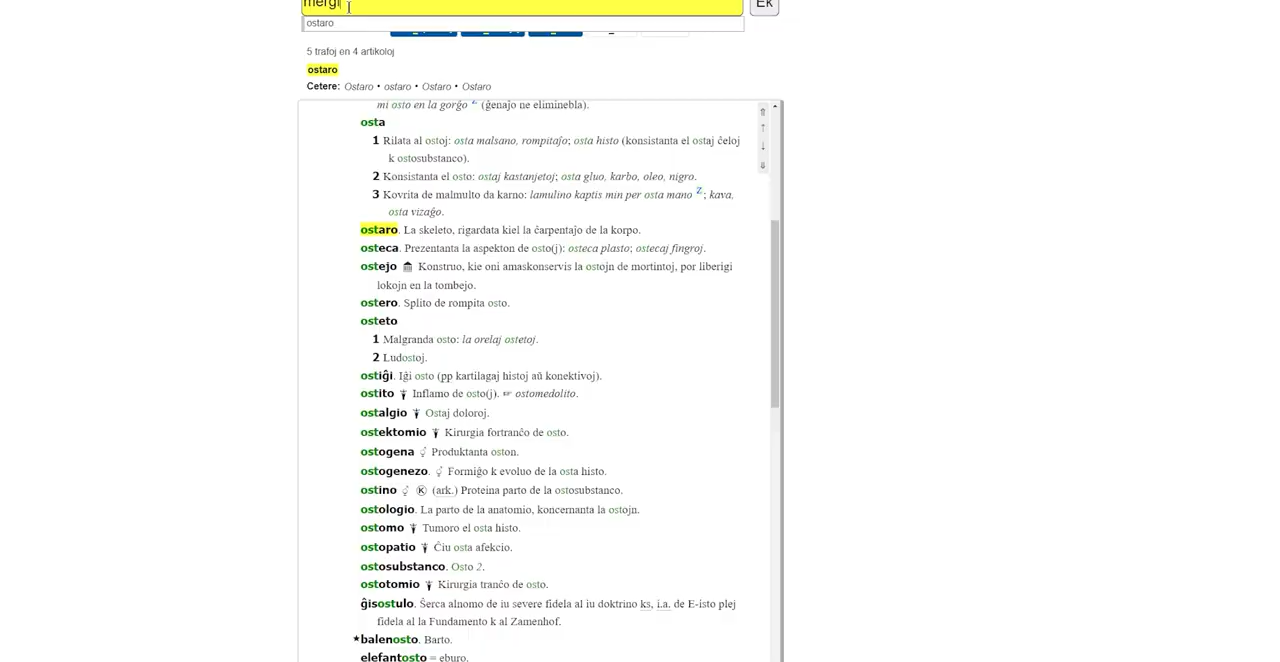 mergi
Ek
ostaro
5 trafoj en 4 artikoloj
ostaro
Cetere: Ostaro • ostaro • Ostaro • Ostaro
mi osto en la gorĝo Z (ĝenaĵo ne eliminebla).
osta
1 Rilata al ostoj: osta malsano, rompitaĵo; osta histo (konsistanta el ostaj ĉeloj
k ostosubstanco).
2 Konsistanta el osto: ostaj kastanjetoj; osta gluo, karbo, oleo, nigro.
3 Kovrita de malmulto da karno: lamulino kaptis min per osta mano Z; kava,
osta vizaĝo.
ostaro. La skeleto, rigardata kiel la ĉarpentaĵo de la korpo.
osteca. Prezentanta la aspekton de osto(j): osteca plasto; ostecaj fingroj.
ostejo Konstruo, kie oni amaskonservis la ostojn de mortintoj, por liberigi
lokojn en la tombejo.
ostero. Splito de rompita osto.
osteto
1 Malgranda osto: la orelaj ostetoj.
2 Ludostoj.
ostiĝi. Iĝi osto (pp kartilagaj histoj aŭ konektivoj).
ostito Inflamo de osto(j). ☞ ostomedolito.
ostalgio Ostaj doloroj.
ostektomio Kirurgia fortranĉo de osto.
ostogena Produktanta oston.
ostogenezo. Formiĝo k evoluo de la osta histo.
ostino Ⓚ (ark.) Proteina parto de la ostosubstanco.
ostologio. La parto de la anatomio, koncernanta la ostojn.
ostomo Tumoro el osta histo.
ostopatio Ĉiu osta afekcio.
ostosubstanco. Osto 2.
ostotomio Kirurgia tranĉo de osto.
ĝisostulo. Ŝerca alnomo de iu severe fidela al iu doktrino ks, i.a. de E-isto plej
fidela al la Fundamento k al Zamenhof.
★balenosto. Barto.
elefantosto = eburo.